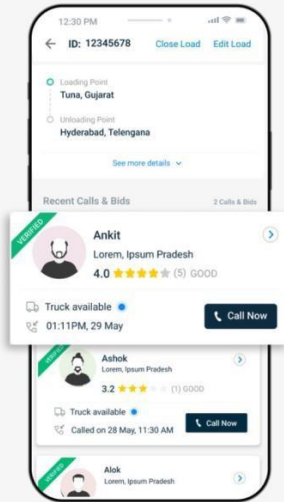 12:30 PM
ID: 12345678 Close Load Edit Load
Loading Point
Tuna, Gujarat
Unloading Point
Hyderabad, Telengana
See more details
Recent Calls & Bids 2 Calls & Bids
VERIFIED
Ankit
Lorem, Ipsum Pradesh
4.0 (5) GOOD
Truck available
Call Now
01:11PM, 29 May
VERIFIED
Ashok
Lorem, Ipsum Pradesh
3.2 (1) GOOD
Truck available
Call Now
Called on 28 May, 11:30 AM
VERIFIED
Alok
Lorem, Ipsum Pradesh